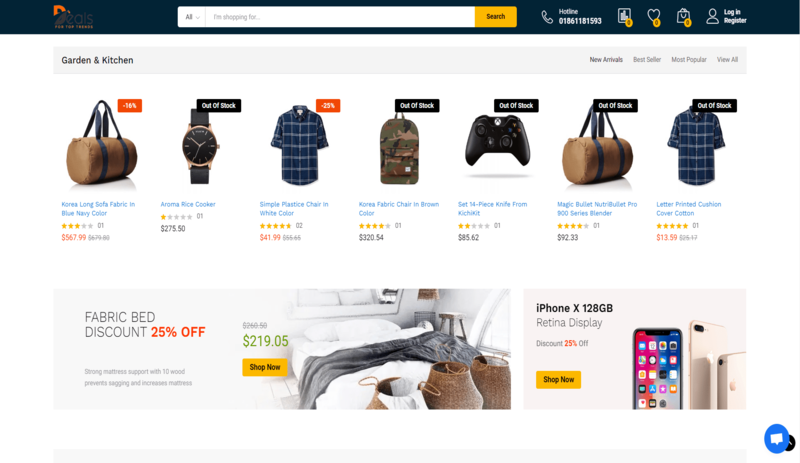 Deals
FOR TOP TRENDS
All
I'm shopping for...
Search
Hotline
01861181593
0
0
0
Log in
Register
Garden & Kitchen
New Arrivals
Best Seller
Most Popular
View All
-16%
Out Of Stock
-25%
Out Of Stock
Out Of Stock
Out Of Stock
Out Of Stock
Korea Long Sofa Fabric In
Blue Navy Color
01
$567.99 $679.80
Aroma Rice Cooker
01
$275.50
Simple Plastice Chair In
White Color
02
$41.99 $55.65
Korea Fabric Chair In Brown
Color
01
$320.54
Set 14-Piece Knife From
KichiKit
01
$85.62
Magic Bullet NutriBullet Pro
900 Series Blender
01
$92.33
Letter Printed Cushion
Cover Cotton
01
$13.59 $25.17
FABRIC BED
DISCOUNT 25% OFF
Strong mattress support with 10 wood
prevents sagging and increases mattress
$260.50
$219.05
Shop Now
iPhone X 128GB
Retina Display
Discount 25% Off
Shop Now